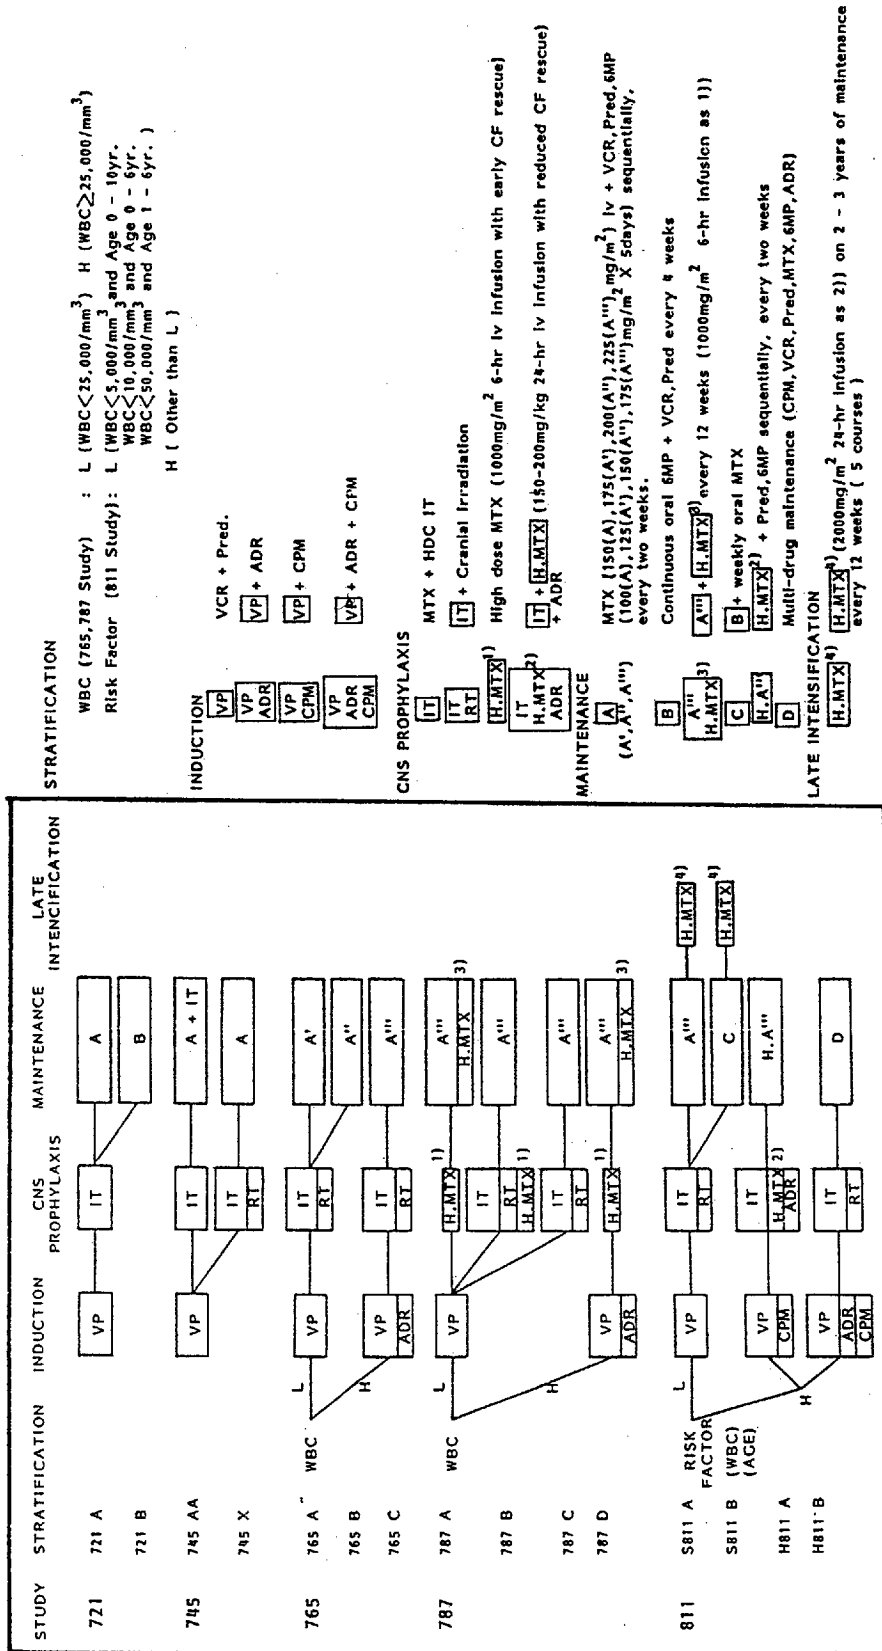 STUDY STRATIFICATION INDUCTION CNS PROPHYLAXIS MAINTENANCE LATE INTENCIFICATION
721 721 A VP IT A
721 B B
745 745 AA VP IT A + IT
745 X IT RT A
765 765 A WBC L VP IT RT A'
765 B A"
765 C H VP ADR IT RT A'''
787 787 A WBC L VP H.MTX 1) A''' H.MTX 3)
787 B IT RT H.MTX 1) A'''
787 C IT RT A'''
787 D H VP ADR H.MTX 1) A''' H.MTX 3)
811 S811 A RISK FACTOR (WBC) (AGE) L VP IT RT A''' H.MTX 4)
S811 B C H.MTX 4)
H811 A H VP CPM IT H.MTX 2) ADR H.A'''
H811 B VP ADR CPM IT RT D
STRATIFICATION
WBC (765,787 Study) : L (WBC<25,000/mm3) H (WBC≥25,000/mm3)
Risk Factor (811 Study): L (WBC<5,000/mm3 and Age 0 - 10yr.
WBC<10,000/mm3 and Age 0 - 6yr.
WBC<50,000/mm3 and Age 1 - 6yr. )
H ( Other than L )
INDUCTION
VP VCR + Pred.
VP ADR VP + ADR
VP CPM VP + CPM
VP ADR CPM VP + ADR + CPM
CNS PROPHYLAXIS
IT MTX + HDC IT
IT RT IT + Cranial Irradiation
H.MTX 1) High dose MTX (1000mg/m2 6-hr iv infusion with early CF rescue)
IT H.MTX 2) ADR IT + H.MTX (150-200mg/kg 24-hr iv infusion with reduced CF rescue)
+ ADR
MAINTENANCE
A MTX (150(A),175(A'),200(A"),225(A'''),mg/m2) iv + VCR,Pred,6MP
(A',A",A''') (100(A),125(A'),150(A"),175(A''')mg/m2 X 5days) sequentially,
every two weeks.
B Continuous oral 6MP + VCR,Pred every 4 weeks
A''' H.MTX 3) A''' + H.MTX 3) every 12 weeks (1000mg/m2 6-hr infusion as 1))
C B + weekly oral MTX
H.A''' H.MTX 2) + Pred,6MP sequentially, every two weeks
D Multi-drug maintenance (CPM,VCR,Pred,MTX,6MP,ADR)
LATE INTENSIFICATION
H.MTX 4) H.MTX 4) (2000mg/m2 24-hr infusion as 2)) on 2 - 3 years of maintenance
every 12 weeks ( 5 courses )